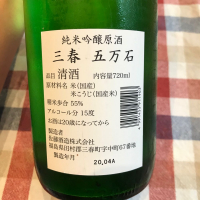 純米吟醸原酒
三春 五万石
品目 清酒 内容量720ml
原材料名 米(国産)
米こうじ(国産米)
精米歩合 55%
アルコール分 15度
お酒は20歳になってから
製造者
佐藤酒造株式会社
福島県田村郡三春町字中町67番地
製造年月
20,04A